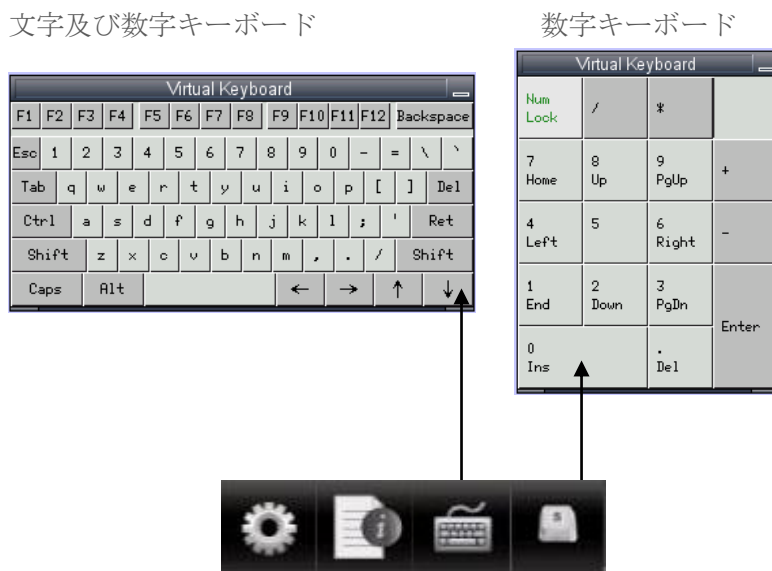 文字及び数字キーボード
数字キーボード
Virtual Keyboard
F1 F2 F3 F4 F5 F6 F7 F8 F9 F10 F11 F12 Backspace
Esc 1 2 3 4 5 6 7 8 9 0 - = \ `
Tab q w e r t y u i o p [ ] Del
Ctrl a s d f g h j k l ; ' Ret
Shift z x c v b n m , . / Shift
Caps Alt ← → ↑ ↓
Virtual Keyboard
Num / *
Lock
7 8 9 +
Home Up PgUp
4 5 6 -
Left Right
1 2 3
End Down PgDn
Enter
0 .
Ins Del
i
5